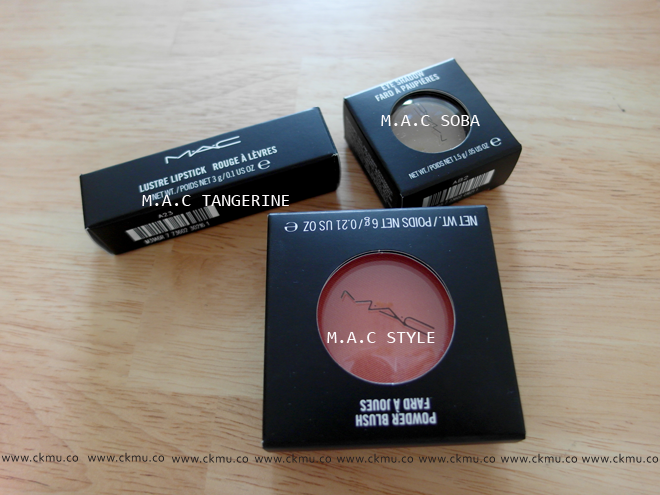 EYE SHADOW
FARD À PAUPIÈRES
M.A.C SOBA
NET WT./POIDS NET 1.5 g/.05 US OZ ℮
A82
MAC
LUSTRE LIPSTICK ROUGE À LÈVRES
NET WT./POIDS NET 3 g/0.1 US OZ ℮
M.A.C TANGERINE
A23
NET WT./POIDS NET 6g/0.21 US OZ ℮
MAC
M.A.C STYLE
POWDER BLUSH
FARD À JOUES
www.ckmu.co www.ckmu.co www.ckmu.co www.ckmu.co www.ckmu.co www.ckmu.co www.ckmu.co www.ckmu.co